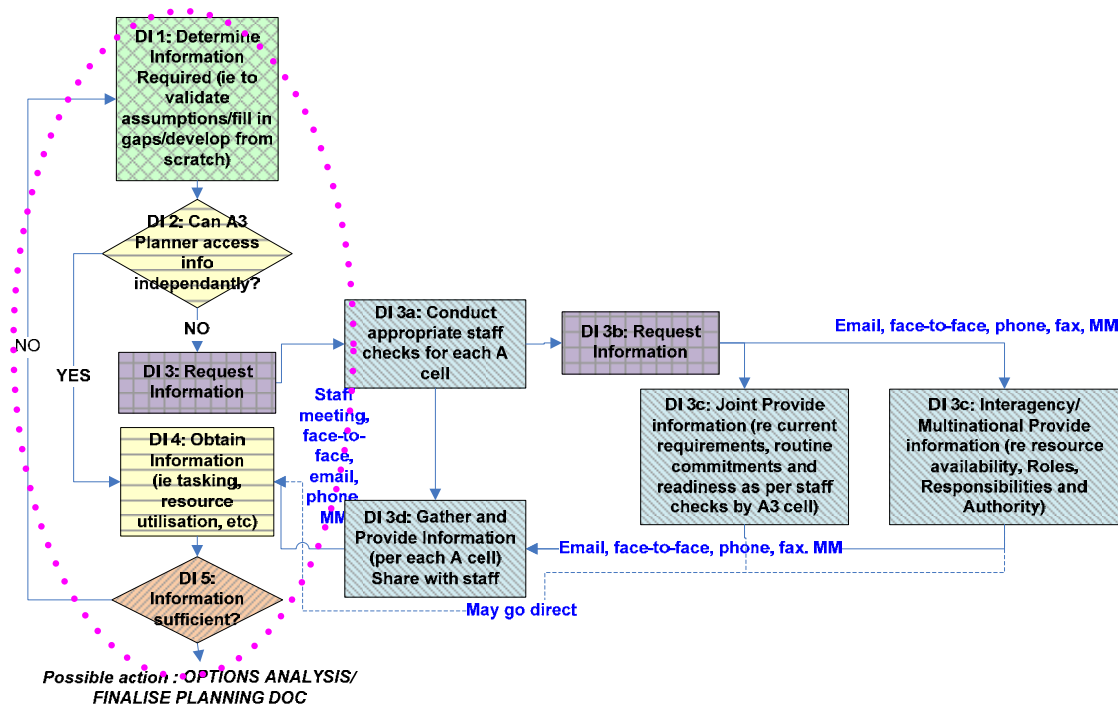 DI 1: Determine
Information
Required (ie to
validate
assumptions/fill in
gaps/develop from
scratch)
DI 2: Can A3
Planner access
info
independantly?
NO
YES
NO
DI 3: Request
Information
DI 3a: Conduct
appropriate staff
checks for each A
cell
DI 3b: Request
Information
Email, face-to-face, phone, fax, MM
Staff
meeting,
face-to-
face,
email,
phone
MM
DI 3c: Joint Provide
information (re current
requirements, routine
commitments and
readiness as per staff
checks by A3 cell)
DI 3c: Interagency/
Multinational Provide
information (re resource
availability, Roles,
Responsibilities and
Authority)
DI 4: Obtain
Information
(ie tasking,
resource
utilisation, etc)
DI 3d: Gather and
Provide Information
(per each A cell)
Share with staff
Email, face-to-face, phone, fax. MM
May go direct
DI 5:
Information
sufficient?
Possible action : OPTIONS ANALYSIS/
FINALISE PLANNING DOC